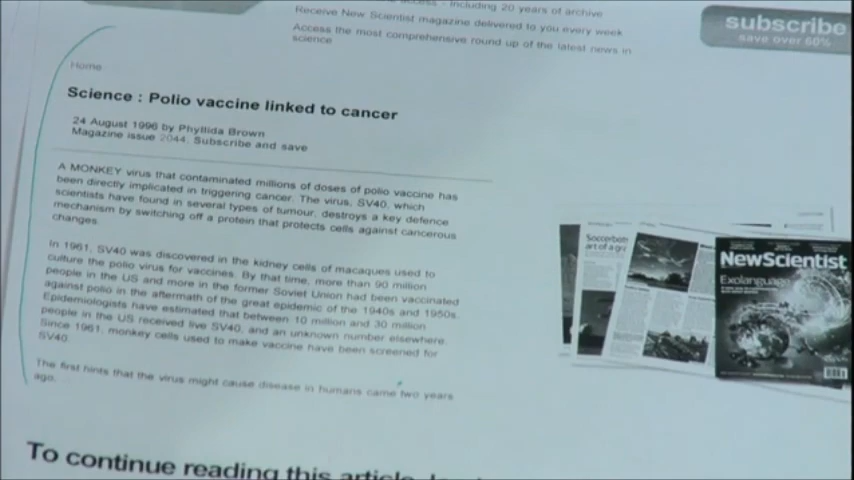 access - including 20 years of archive
Receive New Scientist magazine delivered to you every week
Access the most comprehensive round up of the latest news in
science
subscribe
save over 60%
Home
Science : Polio vaccine linked to cancer
24 August 1996 by Phyllida Brown
Magazine issue 2044. Subscribe and save
A MONKEY virus that contaminated millions of doses of polio vaccine has
been directly implicated in triggering cancer. The virus, SV40, which
scientists have found in several types of tumour, destroys a key defence
mechanism by switching off a protein that protects cells against cancerous
changes.
In 1961, SV40 was discovered in the kidney cells of macaques used to
culture the polio virus for vaccines. By that time, more than 90 million
people in the US and more in the former Soviet Union had been vaccinated
against polio in the aftermath of the great epidemic of the 1940s and 1950s.
Epidemiologists have estimated that between 10 million and 30 million
people in the US received live SV40, and an unknown number elsewhere.
Since 1961, monkey cells used to make vaccine have been screened for
SV40.
The first hints that the virus might cause disease in humans came two years
ago.
NewScientist
Exolanguage
To continue reading this article